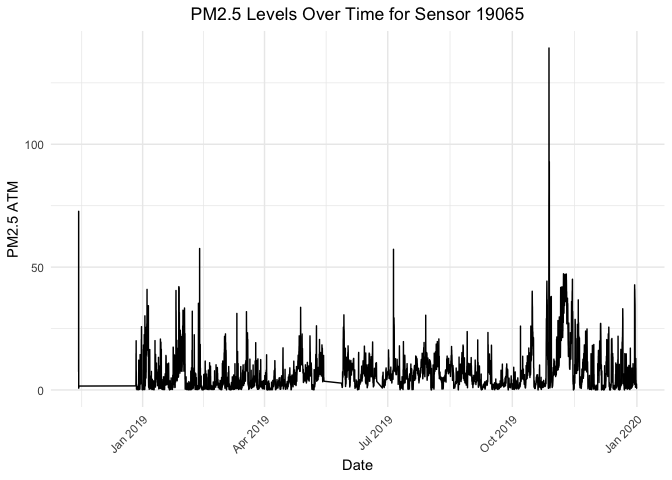 PM2.5 Levels Over Time for Sensor 19065
PM2.5 ATM
100
50
0
Jan 2019
Apr 2019
Jul 2019
Oct 2019
Jan 2020
Date